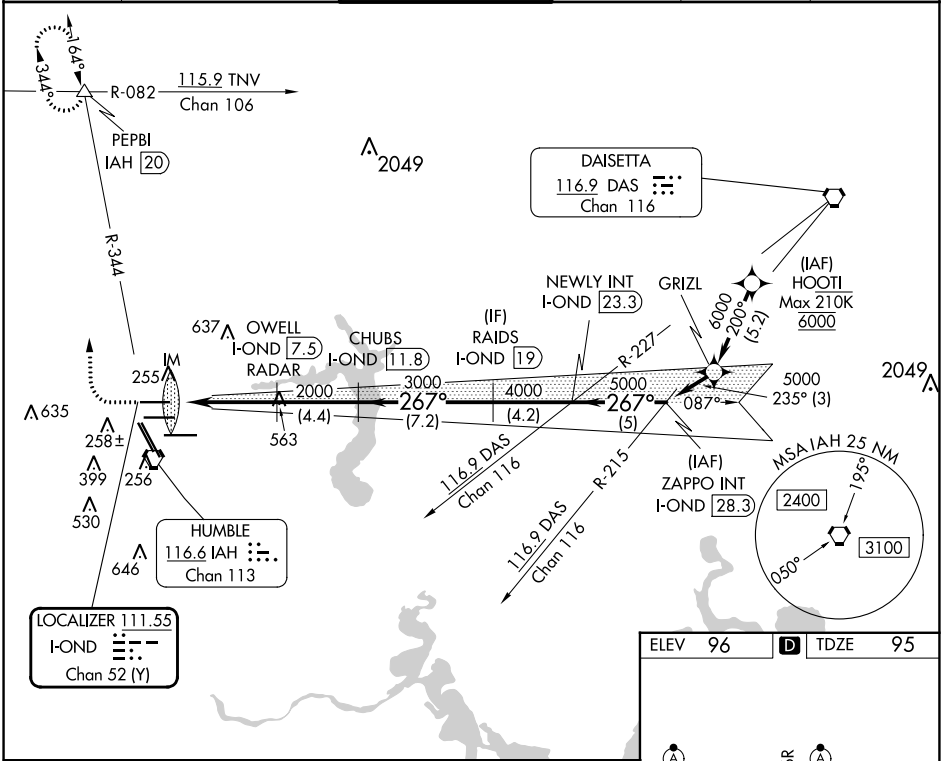 164°
344°
R-082
115.9 TNV
Chan 106
PEPBI
IAH 20
2049
DAISETTA
116.9 DAS
Chan 116
R-344
(IAF)
HOOTI
Max 210K
6000
6000
200°
(5.2)
NEWLY INT
I-OND 23.3
GRIZL
(IF)
RAIDS
I-OND 19
CHUBS
I-OND 11.8
637
OWELL
I-OND 7.5
RADAR
R-227
IM
255
2000
3000
4000
5000
5000
235° (3)
2049
267°
267°
087°
(4.4)
(7.2)
(4.2)
(5)
563
635
258±
399
256
530
646
116.9 DAS
Chan 116
R-215
116.9 DAS
Chan 116
(IAF)
ZAPPO INT
I-OND 28.3
MSA IAH 25 NM
195°
2400
3100
050°
HUMBLE
116.6 IAH
Chan 113
LOCALIZER 111.55
I-OND
Chan 52 (Y)
ELEV 96
D
TDZE 95
A
A